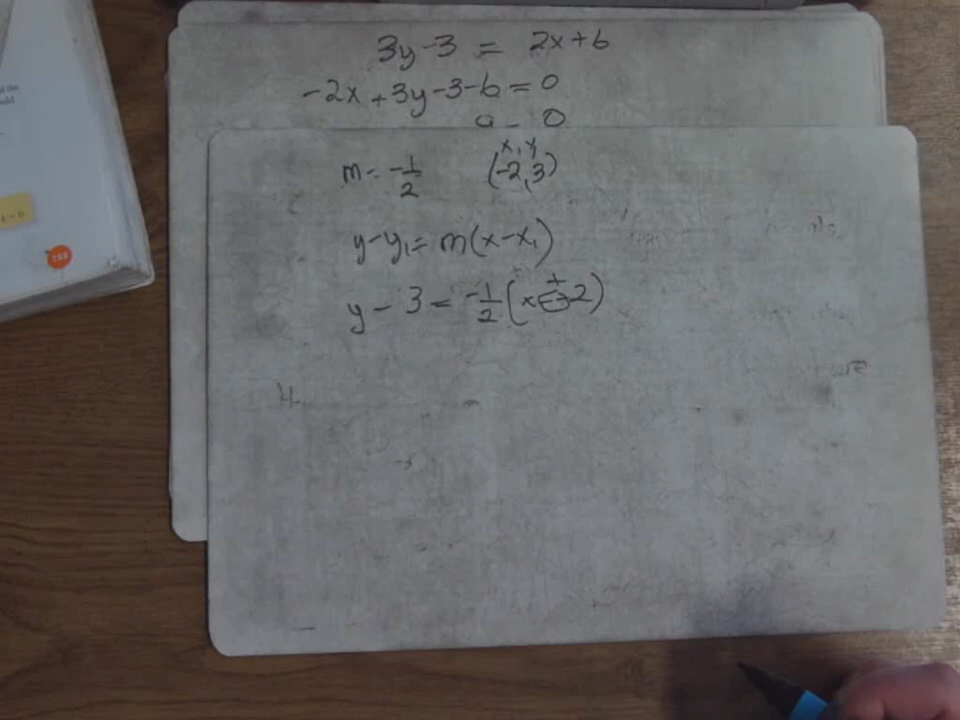 3y-3 = 2x+6
-2x+3y-3-6=0
x, y
m = -1/2 (-2, 3)
y-y₁ = m(x-x₁)
y - 3 = -1/2 (x - -2)
+